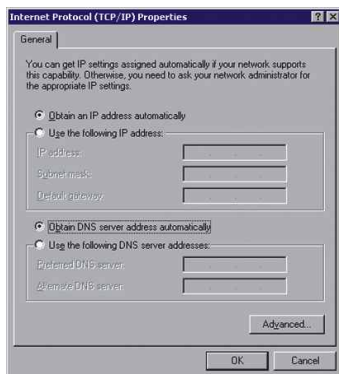 Internet Protocol (TCP/IP) Properties
General
You can get IP settings assigned automatically if your network supports
this capability. Otherwise, you need to ask your network administrator for
the appropriate IP settings.
Obtain an IP address automatically
Use the following IP address:
IP address:
Subnet mask:
Default gateway:
Obtain DNS server address automatically
Use the following DNS server addresses:
Preferred DNS server:
Alternate DNS server:
Advanced...
OK Cancel